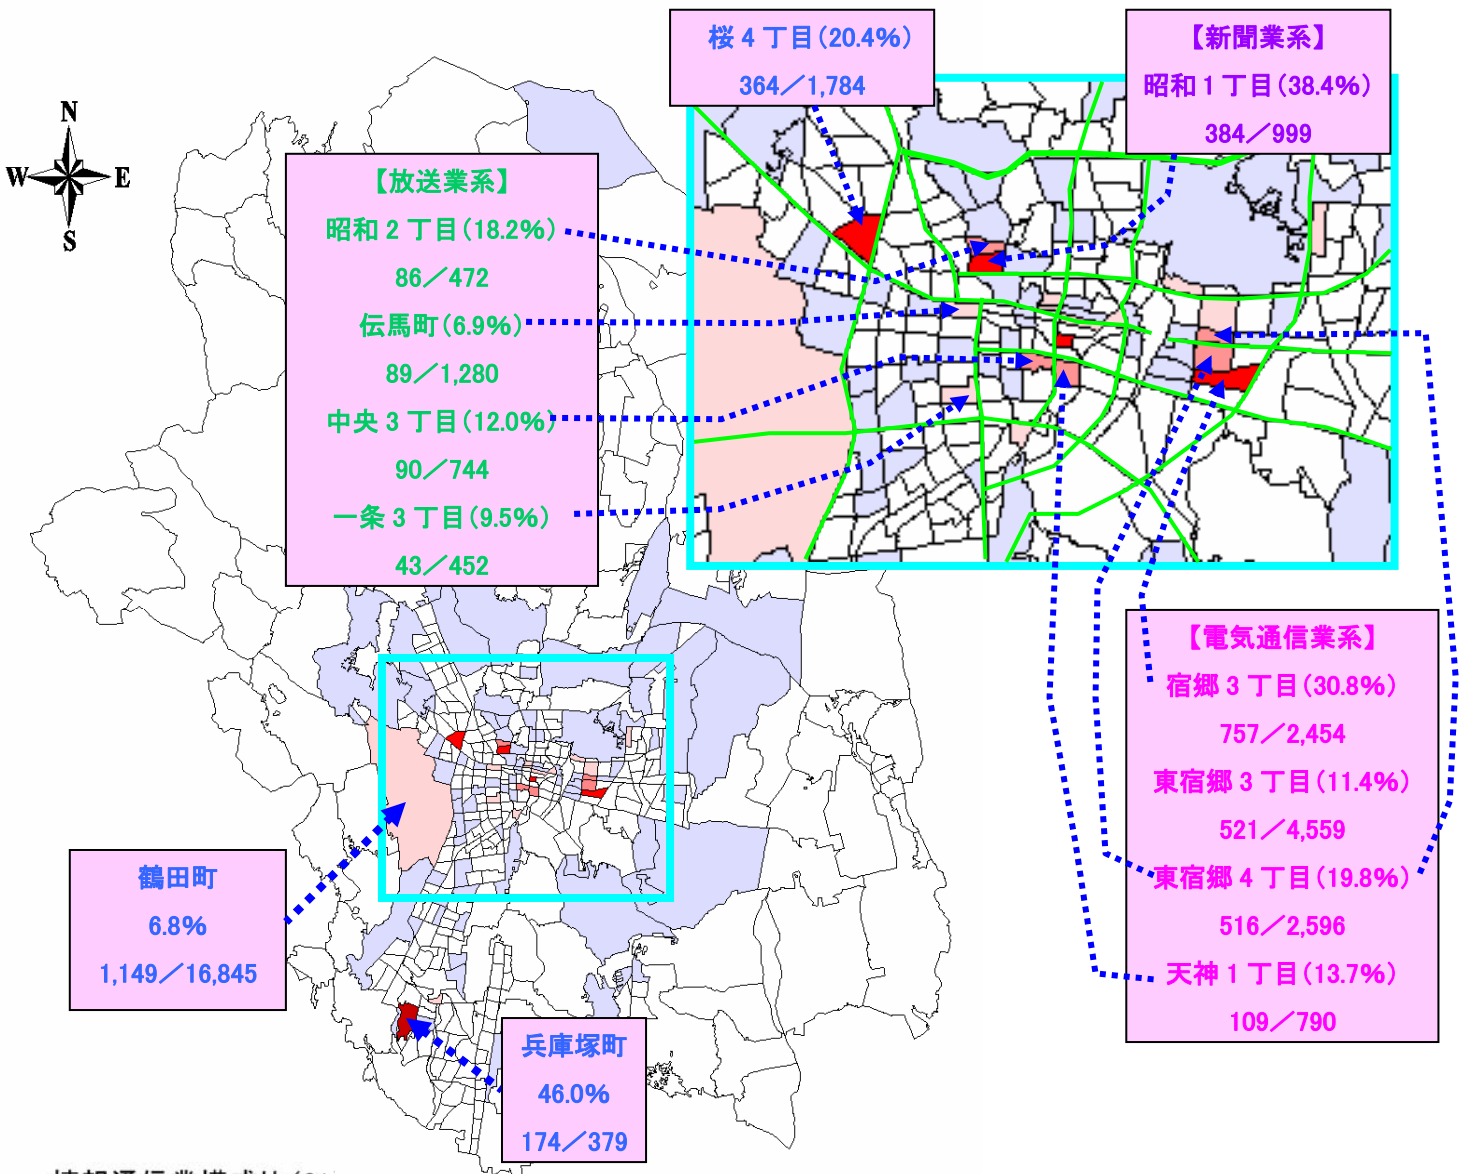 桜4丁目(20.4%)
364/1,784
【新聞業系】
昭和1丁目(38.4%)
384/999
N
W
E
S
【放送業系】
昭和2丁目(18.2%)
86/472
伝馬町(6.9%)
89/1,280
中央3丁目(12.0%)
90/744
一条3丁目(9.5%)
43/452
【電気通信業系】
宿郷3丁目(30.8%)
757/2,454
東宿郷3丁目(11.4%)
521/4,559
東宿郷4丁目(19.8%)
516/2,596
天神1丁目(13.7%)
109/790
鶴田町
6.8%
1,149/16,845
兵庫塚町
46.0%
174/379